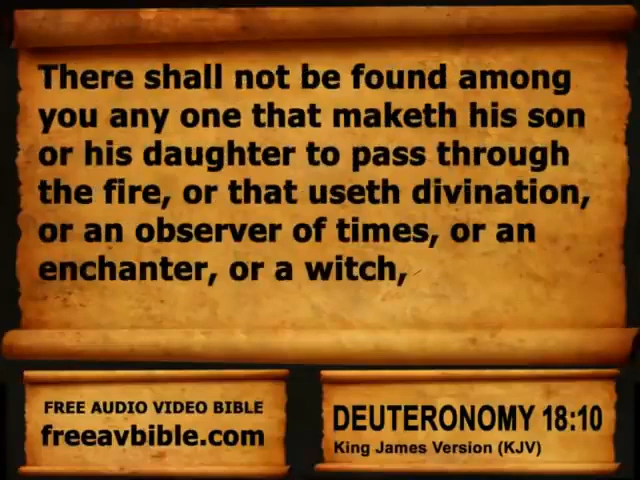 There shall not be found among
you any one that maketh his son
or his daughter to pass through
the fire, or that useth divination,
or an observer of times, or an
enchanter, or a witch,
FREE AUDIO VIDEO BIBLE
freeavbible.com
DEUTERONOMY 18:10
King James Version (KJV)